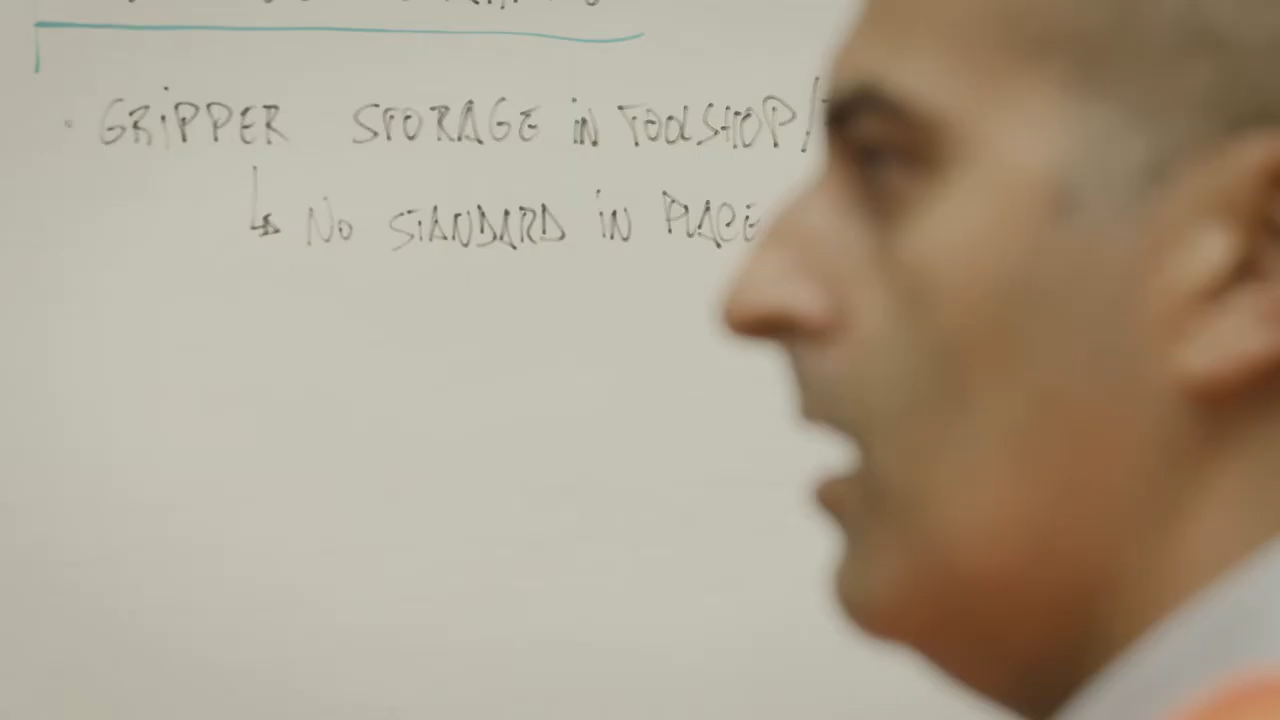 · GRiPPER STORAGE iN TOOLSHOP/
↳ No STANDARD iN PLACE